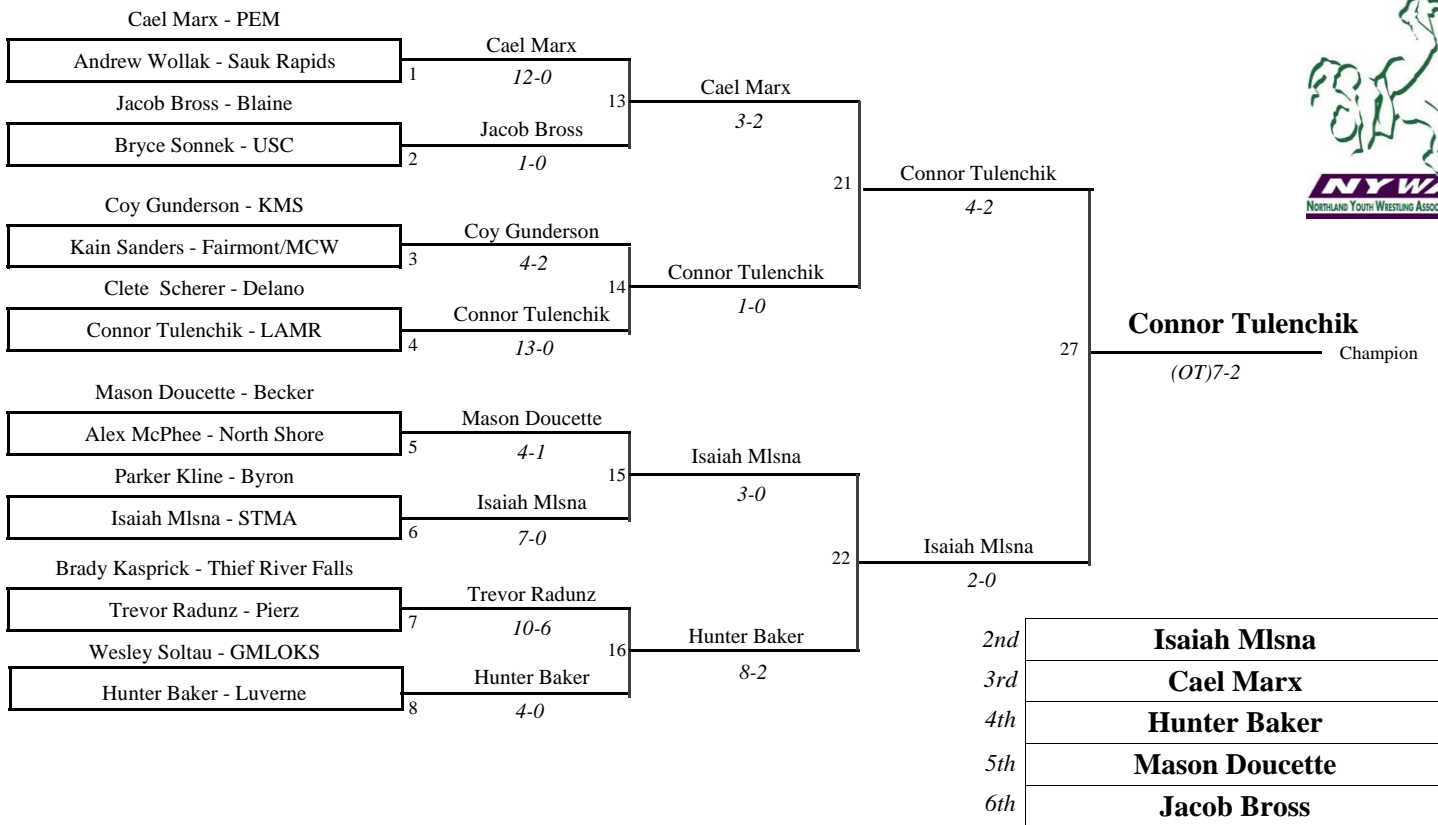 Cael Marx - PEM
Andrew Wollak - Sauk Rapids
1
Cael Marx
12-0
Jacob Bross - Blaine
Bryce Sonnek - USC
2
Jacob Bross
1-0
13
Cael Marx
3-2
Coy Gunderson - KMS
Kain Sanders - Fairmont/MCW
3
Coy Gunderson
4-2
Clete Scherer - Delano
Connor Tulenchik - LAMR
4
Connor Tulenchik
13-0
14
Connor Tulenchik
1-0
21
Connor Tulenchik
4-2
Mason Doucette - Becker
Alex McPhee - North Shore
5
Mason Doucette
4-1
Parker Kline - Byron
Isaiah Mlsna - STMA
6
Isaiah Mlsna
7-0
15
Isaiah Mlsna
3-0
Brady Kasprick - Thief River Falls
Trevor Radunz - Pierz
7
Trevor Radunz
10-6
Wesley Soltau - GMLOKS
Hunter Baker - Luverne
8
Hunter Baker
4-0
16
Hunter Baker
8-2
22
Isaiah Mlsna
2-0
27
Connor Tulenchik
Champion
(OT)7-2
NORTHLAND YOUTH WRESTLING
2nd Isaiah Mlsna
3rd Cael Marx
4th Hunter Baker
5th Mason Doucette
6th Jacob Bross